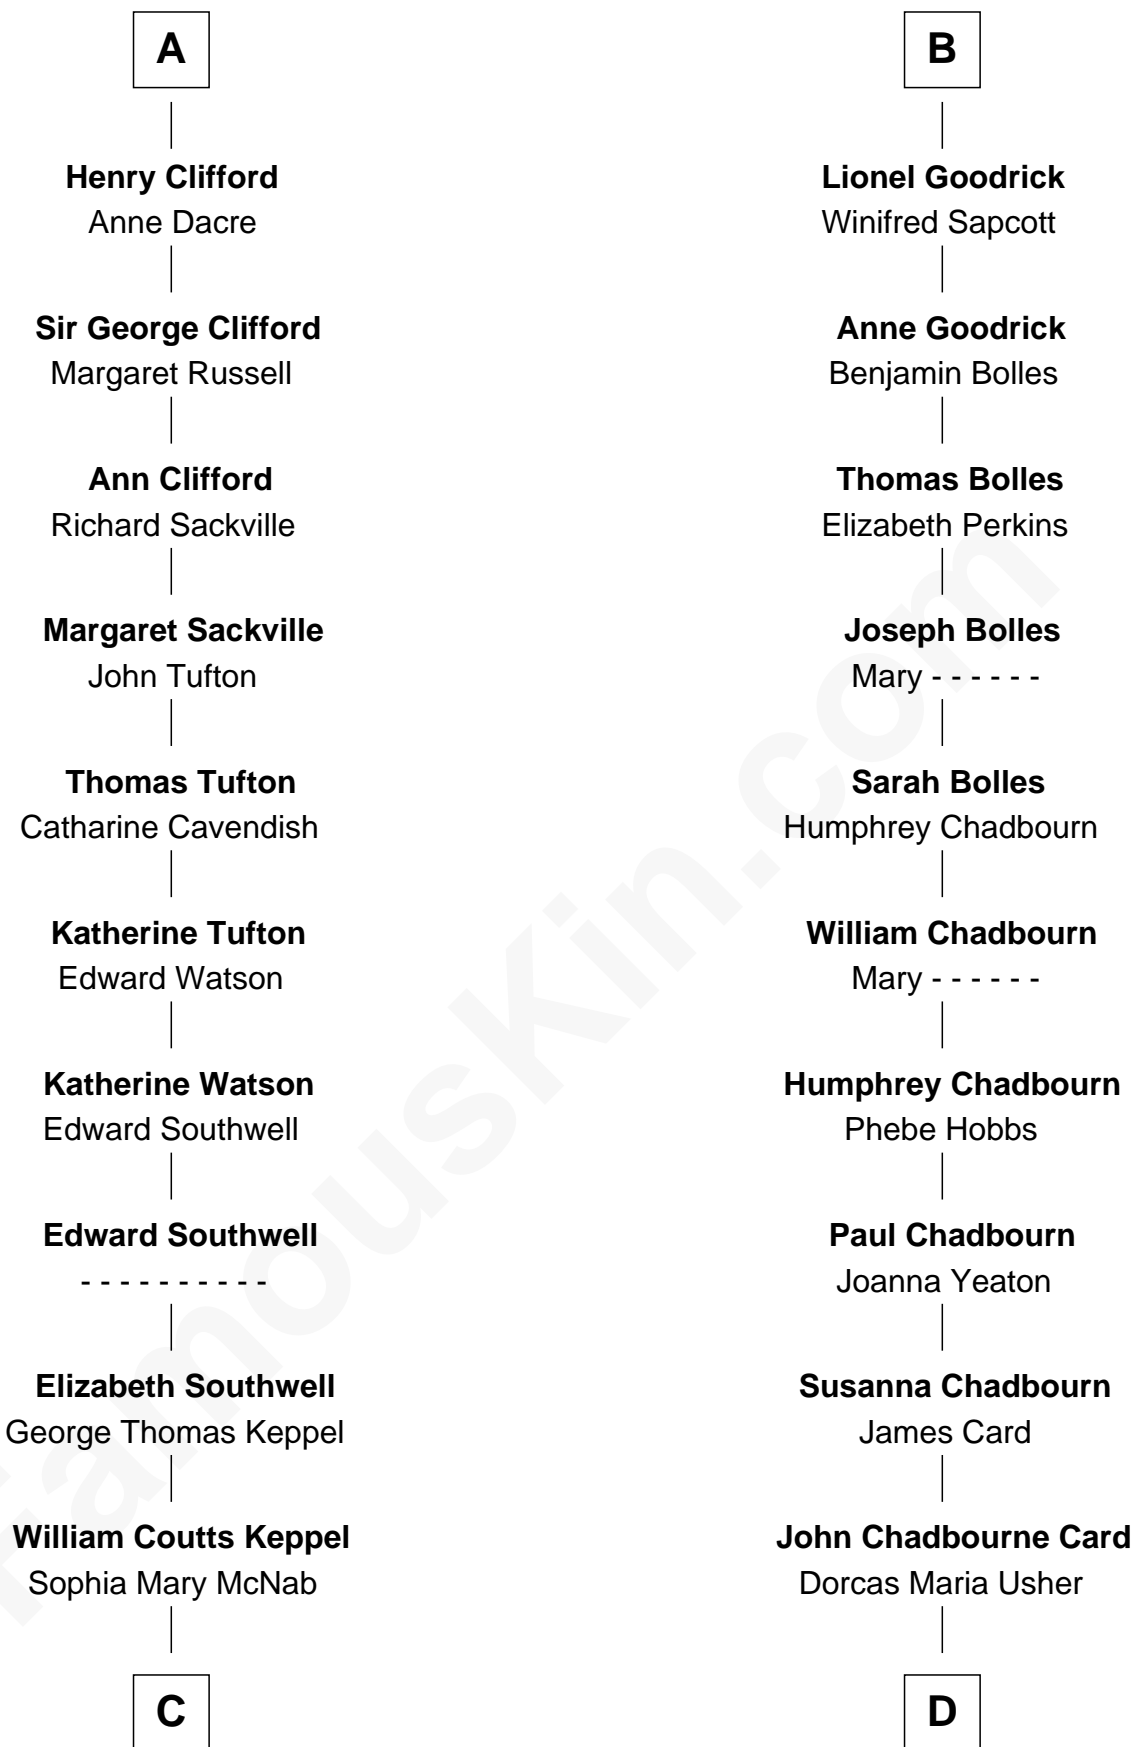 A
Henry Clifford
Anne Dacre
Sir George Clifford
Margaret Russell
Ann Clifford
Richard Sackville
Margaret Sackville
John Tufton
Thomas Tufton
Catharine Cavendish
Katherine Tufton
Edward Watson
Katherine Watson
Edward Southwell
Edward Southwell
- - - - - - - - - -
Elizabeth Southwell
George Thomas Keppel
William Coutts Keppel
Sophia Mary McNab
C
B
Lionel Goodrick
Winifred Sapcott
Anne Goodrick
Benjamin Bolles
Thomas Bolles
Elizabeth Perkins
Joseph Bolles
Mary - - - - - -
Sarah Bolles
Humphrey Chadbourn
William Chadbourn
Mary - - - - - -
Humphrey Chadbourn
Phebe Hobbs
Paul Chadbourn
Joanna Yeaton
Susanna Chadbourn
James Card
John Chadbourne Card
Dorcas Maria Usher
D
FamousKin.com